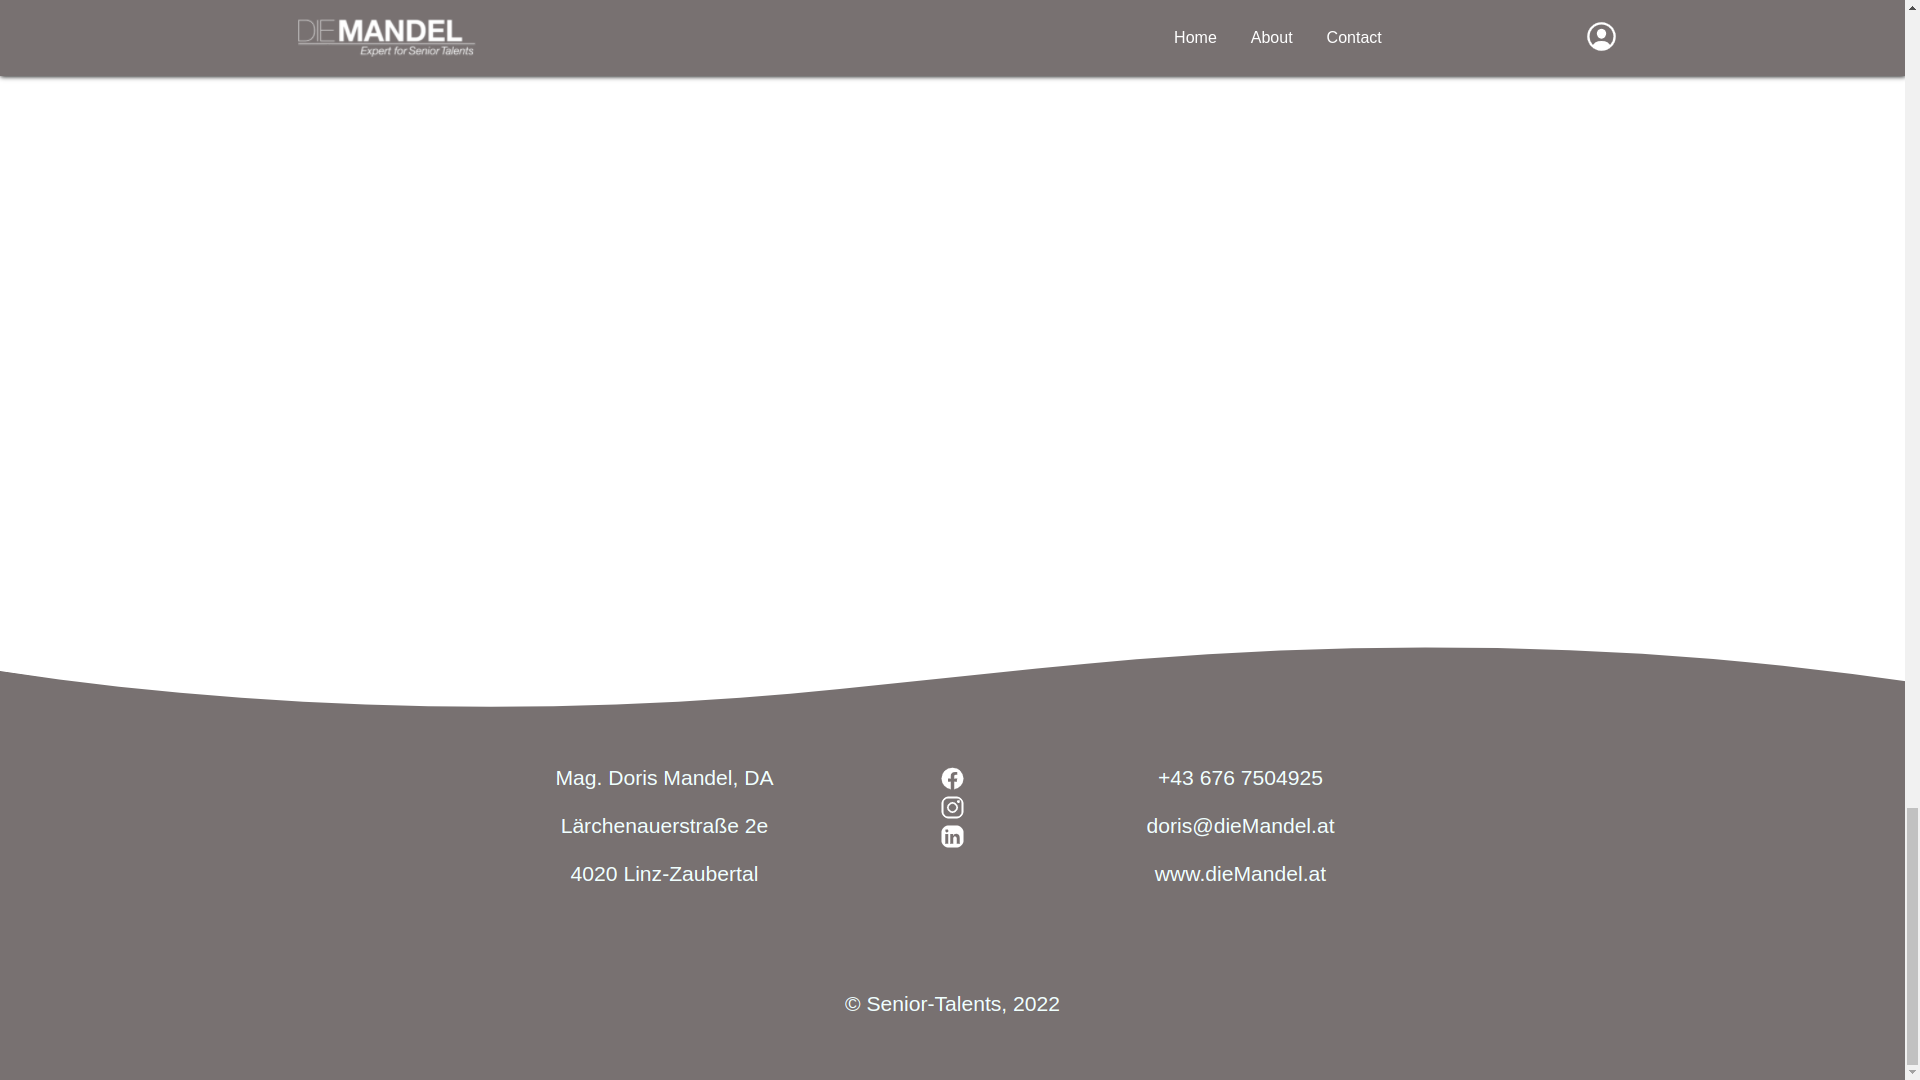 DIEMANDEL
Expert for Senior Talents
Home
About
Contact
Mag. Doris Mandel, DA
Lärchenauerstraße 2e
4020 Linz-Zaubertal
+43 676 7504925
doris@dieMandel.at
www.dieMandel.at
© Senior-Talents, 2022